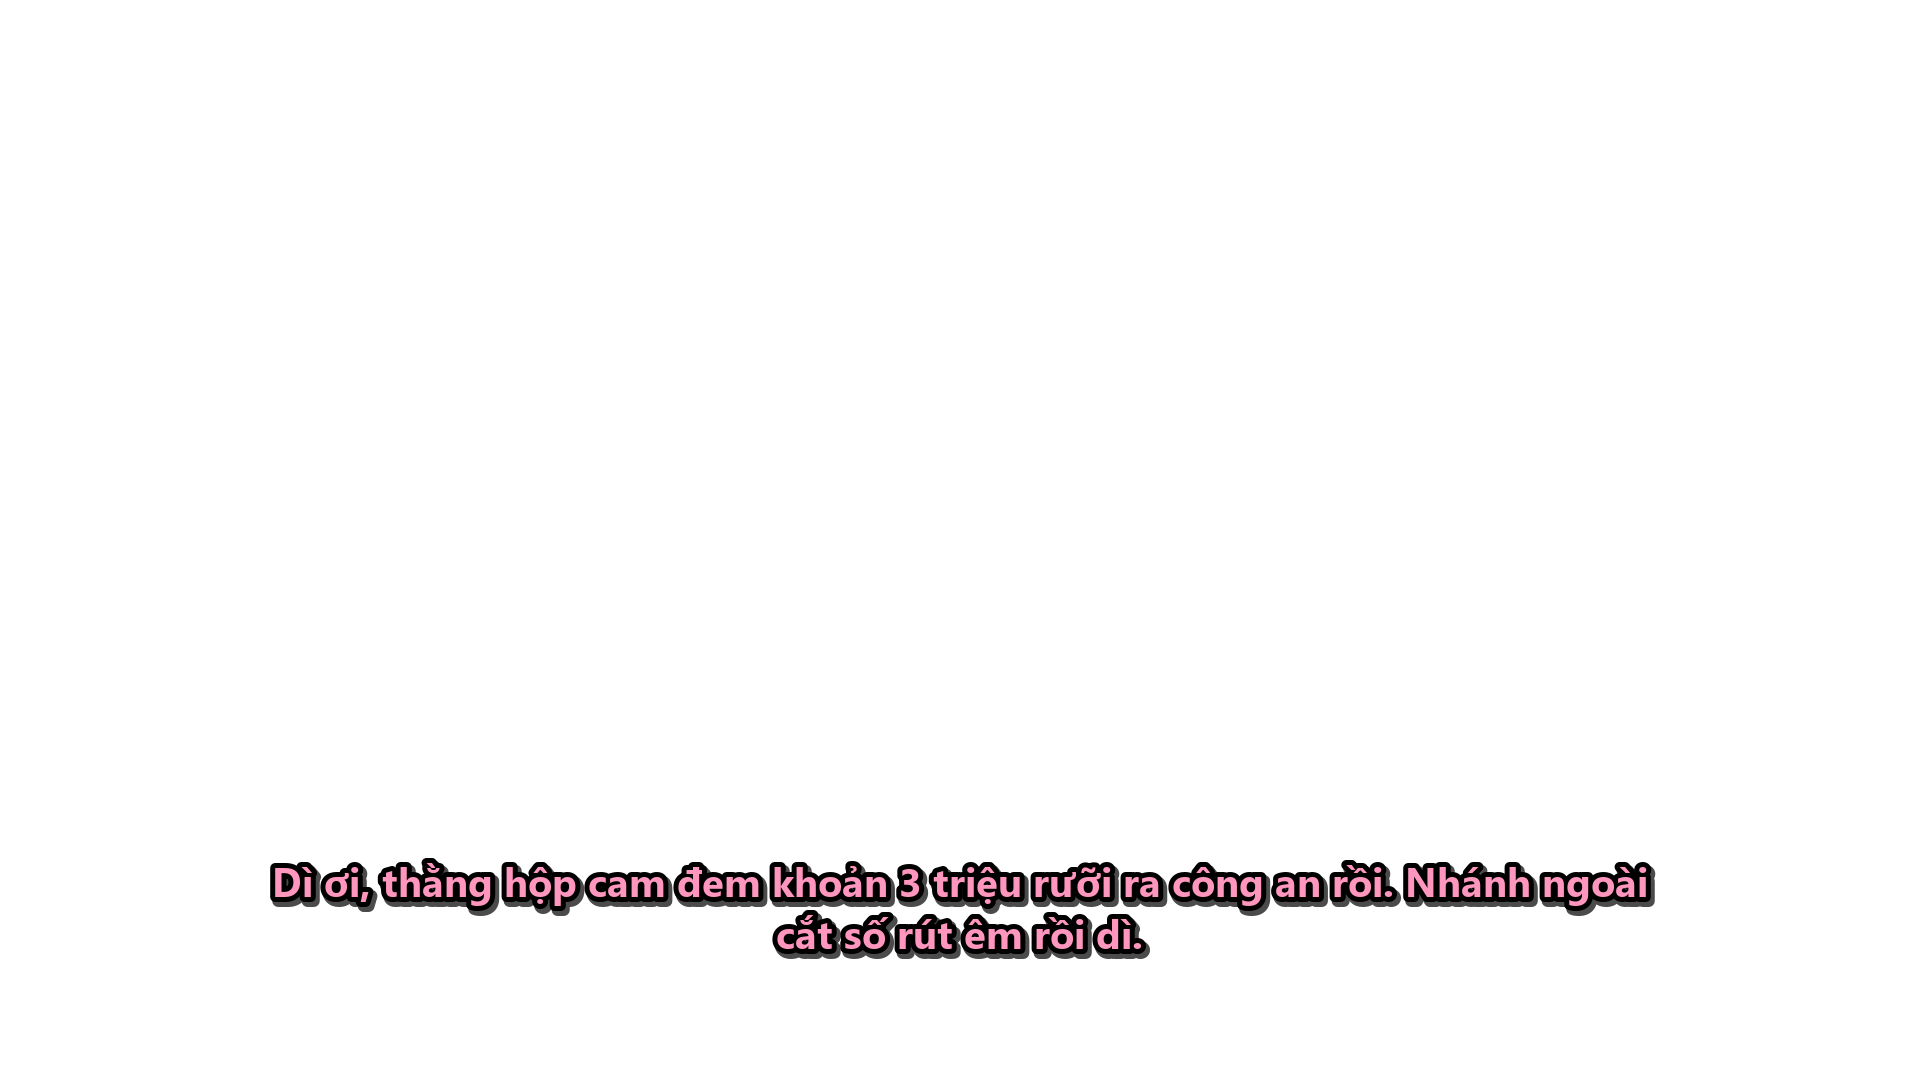 Dì ơi, thằng hộp cam đem khoản 3 triệu rưỡi ra công an rồi. Nhánh ngoài
cắt số rút êm rồi dì.